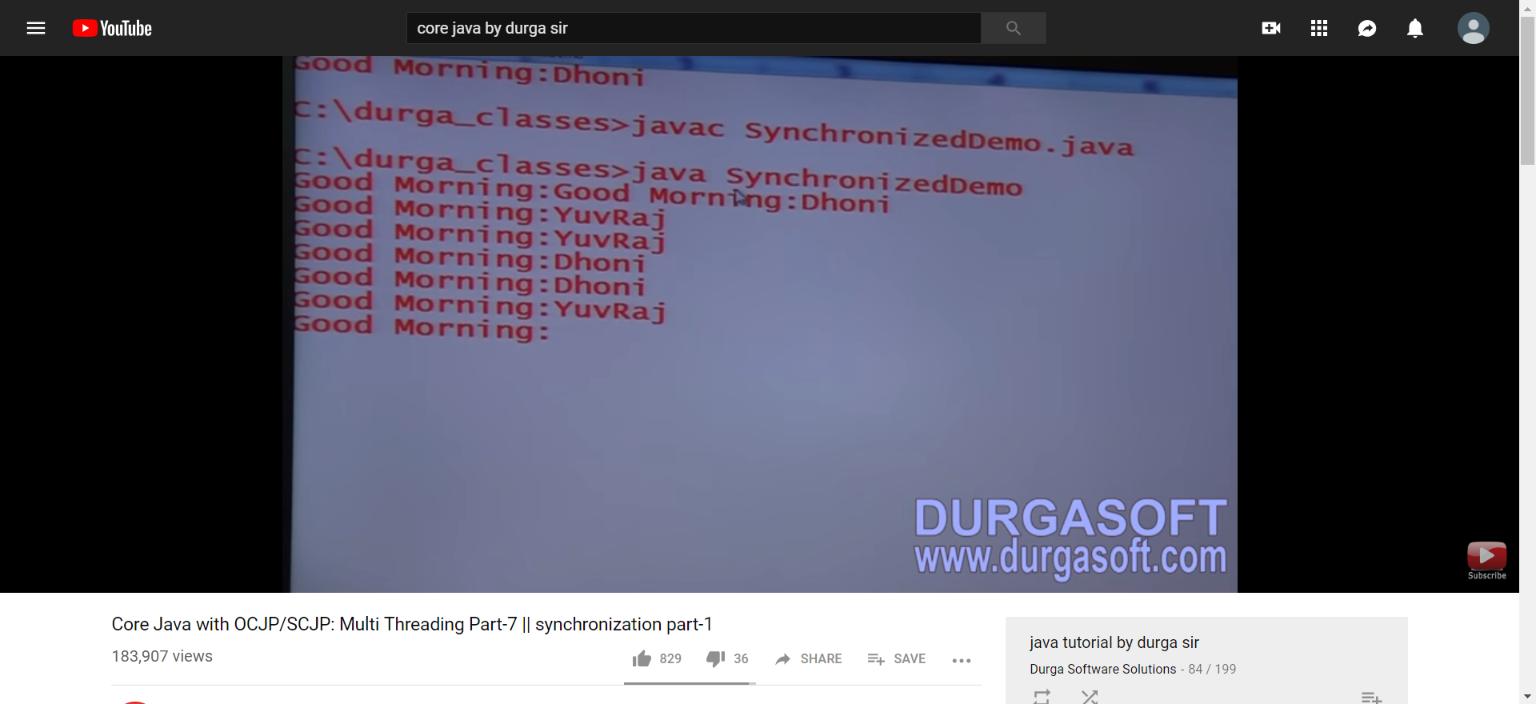 YouTube
core java by durga sir
Good Morning:Dhoni
C:\durga_classes>javac SynchronizedDemo.java
C:\durga_classes>java SynchronizedDemo
Good Morning:Good Morning:Dhoni
Good Morning:YuvRaj
Good Morning:YuvRaj
Good Morning:Dhoni
Good Morning:Dhoni
Good Morning:YuvRaj
Good Morning:
DURGASOFT
www.durgasoft.com
Subscribe
Core Java with OCJP/SCJP: Multi Threading Part-7 || synchronization part-1
183,907 views
829
36
SHARE
SAVE
java tutorial by durga sir
Durga Software Solutions - 84 / 199